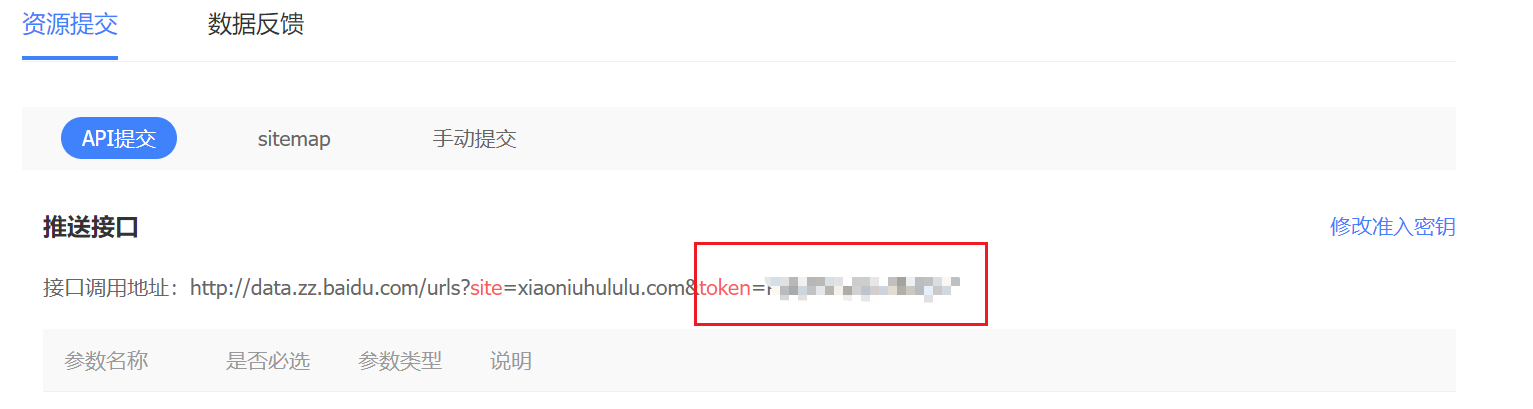 资源提交 数据反馈
API提交 sitemap 手动提交
推送接口 修改准入密钥
接口调用地址：http://data.zz.baidu.com/urls?site=xiaoniuhululu.com&token=
参数名称 是否必选 参数类型 说明